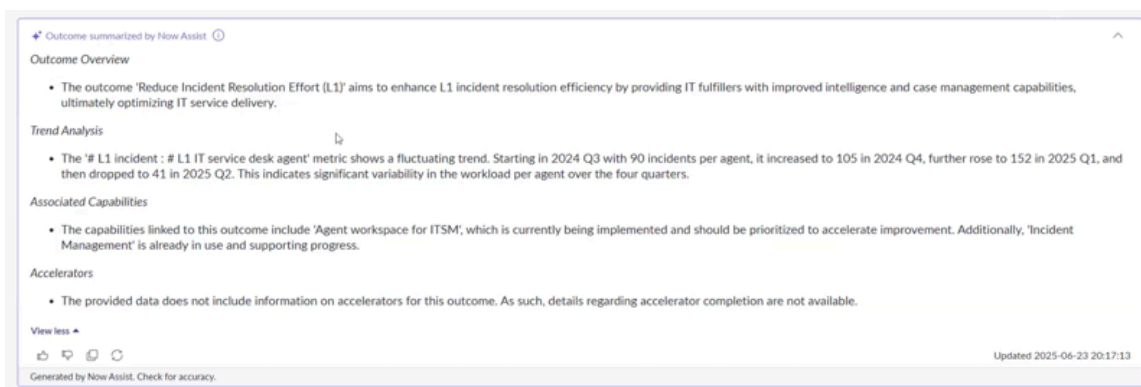 Outcome summarized by Now Assist
Outcome Overview
• The outcome 'Reduce Incident Resolution Effort (L1)' aims to enhance L1 incident resolution efficiency by providing IT fulfillers with improved intelligence and case management capabilities,
ultimately optimizing IT service delivery.
Trend Analysis
• The '# L1 incident : # L1 IT service desk agent' metric shows a fluctuating trend. Starting in 2024 Q3 with 90 incidents per agent, it increased to 105 in 2024 Q4, further rose to 152 in 2025 Q1, and
then dropped to 41 in 2025 Q2. This indicates significant variability in the workload per agent over the four quarters.
Associated Capabilities
• The capabilities linked to this outcome include 'Agent workspace for ITSM', which is currently being implemented and should be prioritized to accelerate improvement. Additionally, 'Incident
Management' is already in use and supporting progress.
Accelerators
• The provided data does not include information on accelerators for this outcome. As such, details regarding accelerator completion are not available.
View less
Updated 2025-06-23 20:17:13
Generated by Now Assist. Check for accuracy.